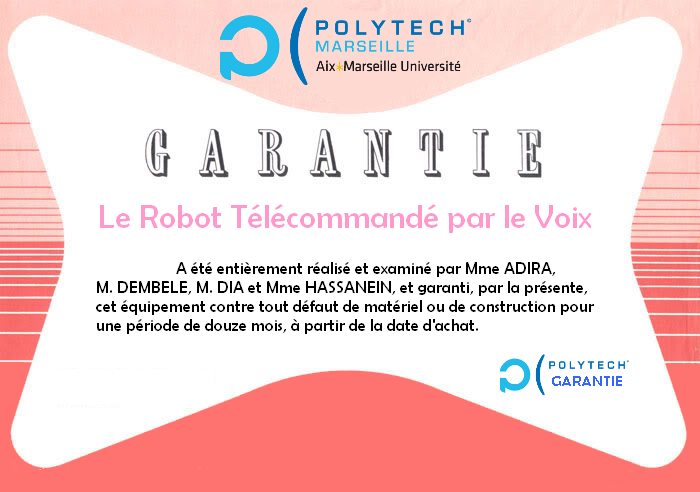 POLYTECH®
MARSEILLE
Aix*Marseille Université
GARANTIE
Le Robot Télécommandé par le Voix
A été entièrement réalisé et examiné par Mme ADIRA,
M. DEMBELE, M. DIA et Mme HASSANEIN, et garanti, par la présente,
cet équipement contre tout défaut de matériel ou de construction pour
une période de douze mois, à partir de la date d'achat.
POLYTECH®
GARANTIE